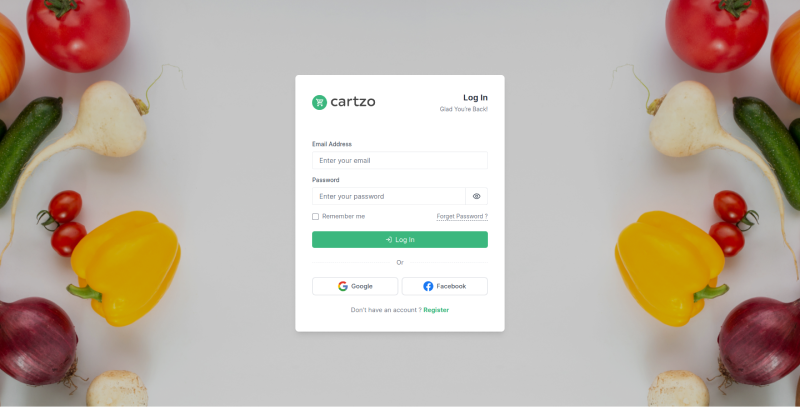 cartzo
Log In
Glad You're Back!
Email Address
Enter your email
Password
Enter your password
Remember me
Forget Password ?
Log In
Or
Google
Facebook
Don't have an account ? Register